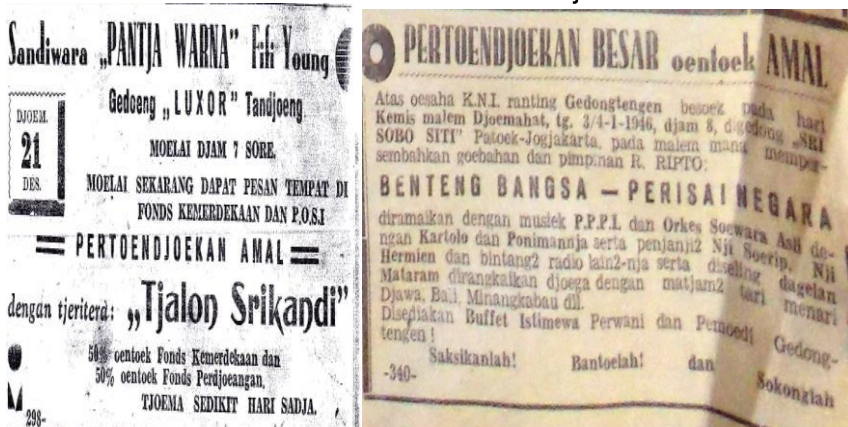 Sandiwara „PANTJA WARNA” Fifi Young
Gedoeng „LUXOR” Tandjoeng
DJOEM.
21
DES.
MOELAI DJAM 7 SORE.
MOELAI SEKARANG DAPAT PESAN TEMPAT DI
FONDS KEMERDEKAAN DAN P.O.S.I
PERTOENDJOEKAN AMAL
dengan tjeritera: „Tjalon Srikandi”
50% oentoek Fonds Kemerdekaan dan
50% oentoek Fonds Perdjoeangan,
TJOEMA SEDIKIT HARI SADJA.
298-
PERTOENDJOEKAN BESAR oentoek AMAL
Atas oesaha K.N.I. ranting Gedongtengen besoek pada hari
Kemis malem Djoemahat, tg. 3/4-1-1946, djam 8, digedong „SRI
SOBO SITI” Patoek-Jogjakarta, pada malem mana memper-
sembahkan goebahan dan pimpinan R. RIPTO:
BENTENG BANGSA — PERISAI NEGARA
diramaikan dengan musiek P.P.P.I. dan Orkes Soewara Asli de-
ngan Kartolo dan Ponimannja serta penjanji2 Nji Soerip, Nji
Hermien dan bintang2 radio lain2-nja serta diseling dagelan
Mataram dirangkaikan djoega dengan matjam2 tari menari
Djawa, Bali, Minangkabau dll.
Disediakan Buffet Istimewa Perwani dan Pemoedi Gedong-
tengen !
Saksikanlah! Bantoelah! dan Sokonglah
-340-